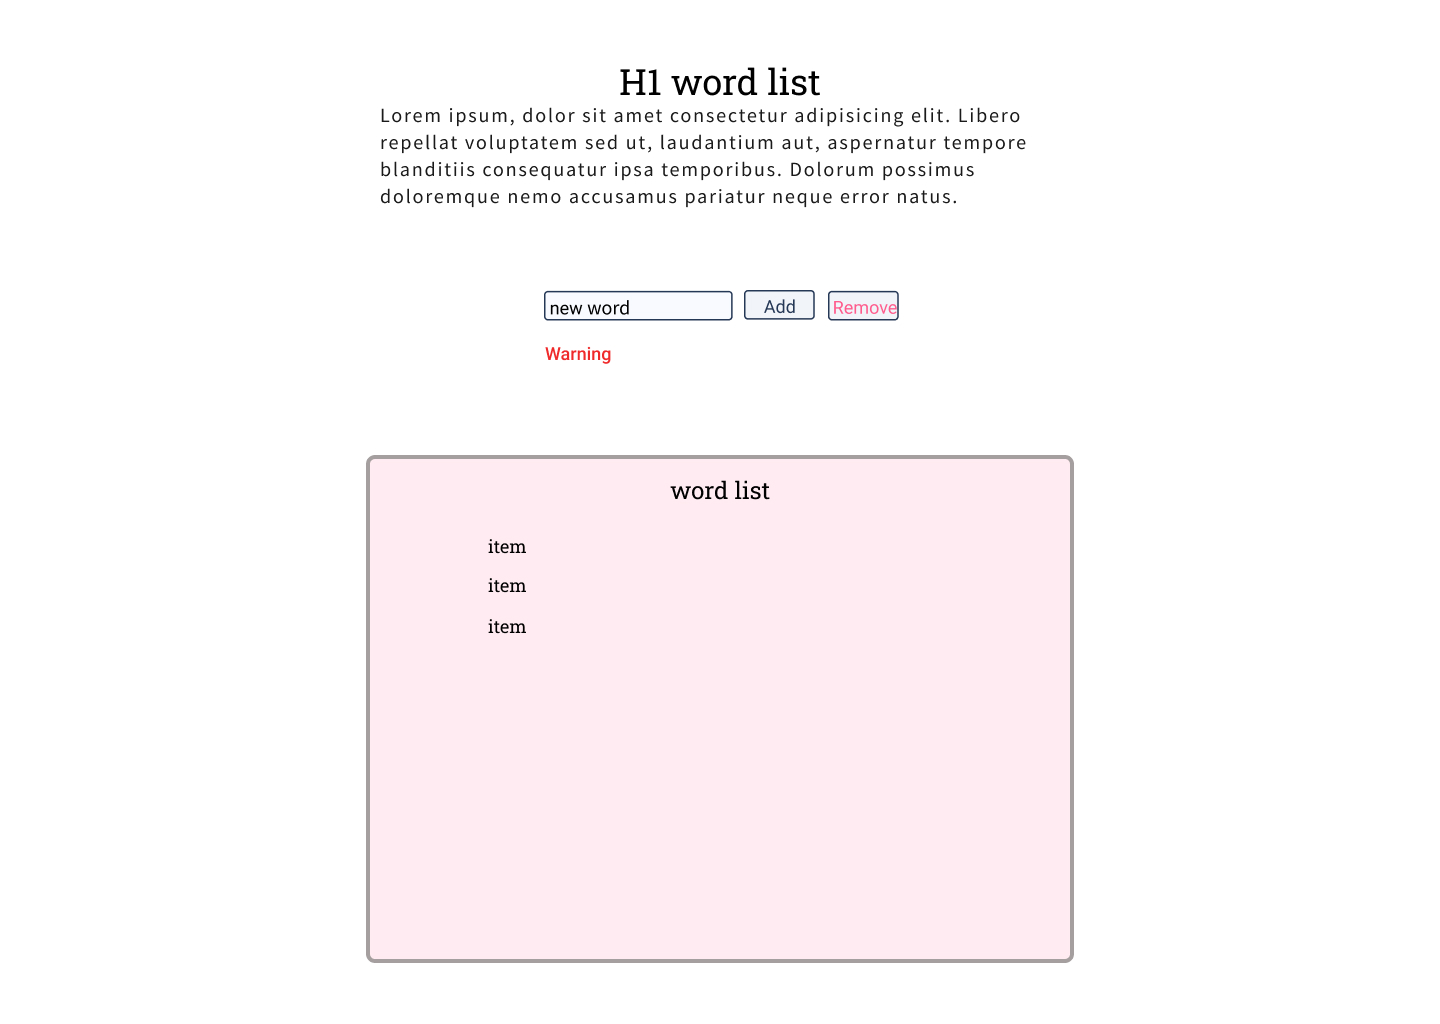 H1 word list
Lorem ipsum, dolor sit amet consectetur adipisicing elit. Libero
repellat voluptatem sed ut, laudantium aut, aspernatur tempore
blanditiis consequatur ipsa temporibus. Dolorum possimus
doloremque nemo accusamus pariatur neque error natus.
new word Add Remove
Warning
word list
item
item
item